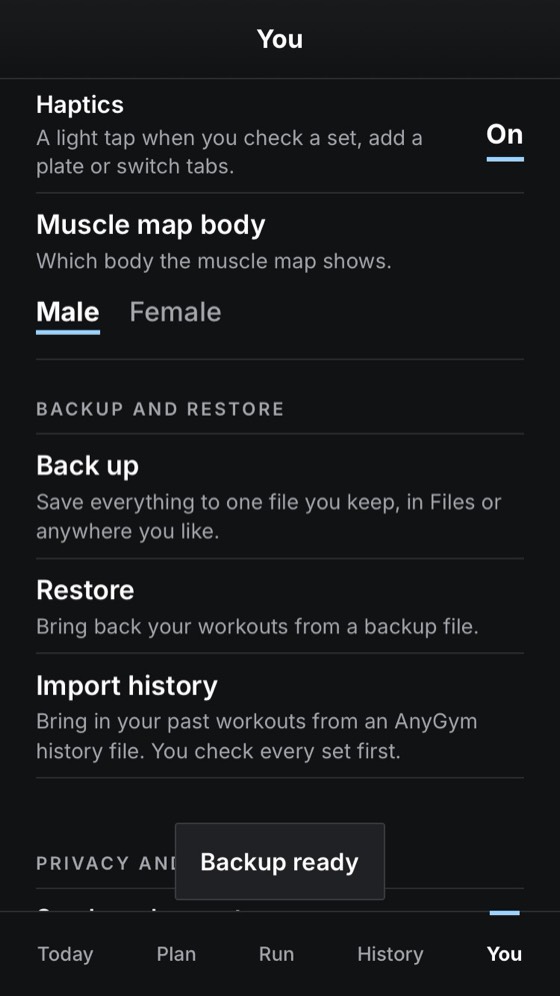 You
Haptics
A light tap when you check a set, add a
plate or switch tabs.
On
Muscle map body
Which body the muscle map shows.
Male Female
BACKUP AND RESTORE
Back up
Save everything to one file you keep, in Files or
anywhere you like.
Restore
Bring back your workouts from a backup file.
Import history
Bring in your past workouts from an AnyGym
history file. You check every set first.
PRIVACY AND
Backup ready
Today Plan Run History You